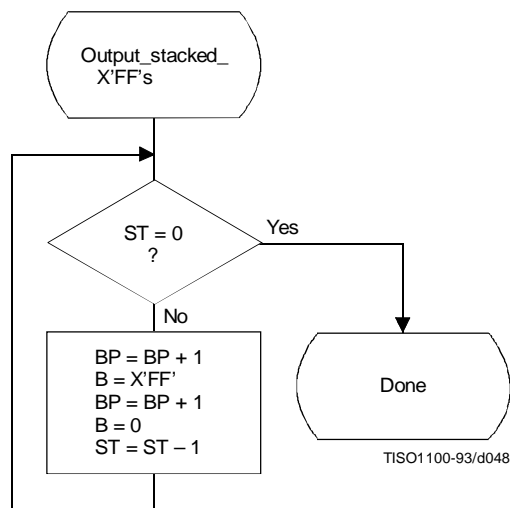 Output_stacked_
X'FF's
ST = 0
?
Yes
No
BP = BP + 1
B = X'FF'
BP = BP + 1
B = 0
ST = ST – 1
Done
TISO1100-93/d048